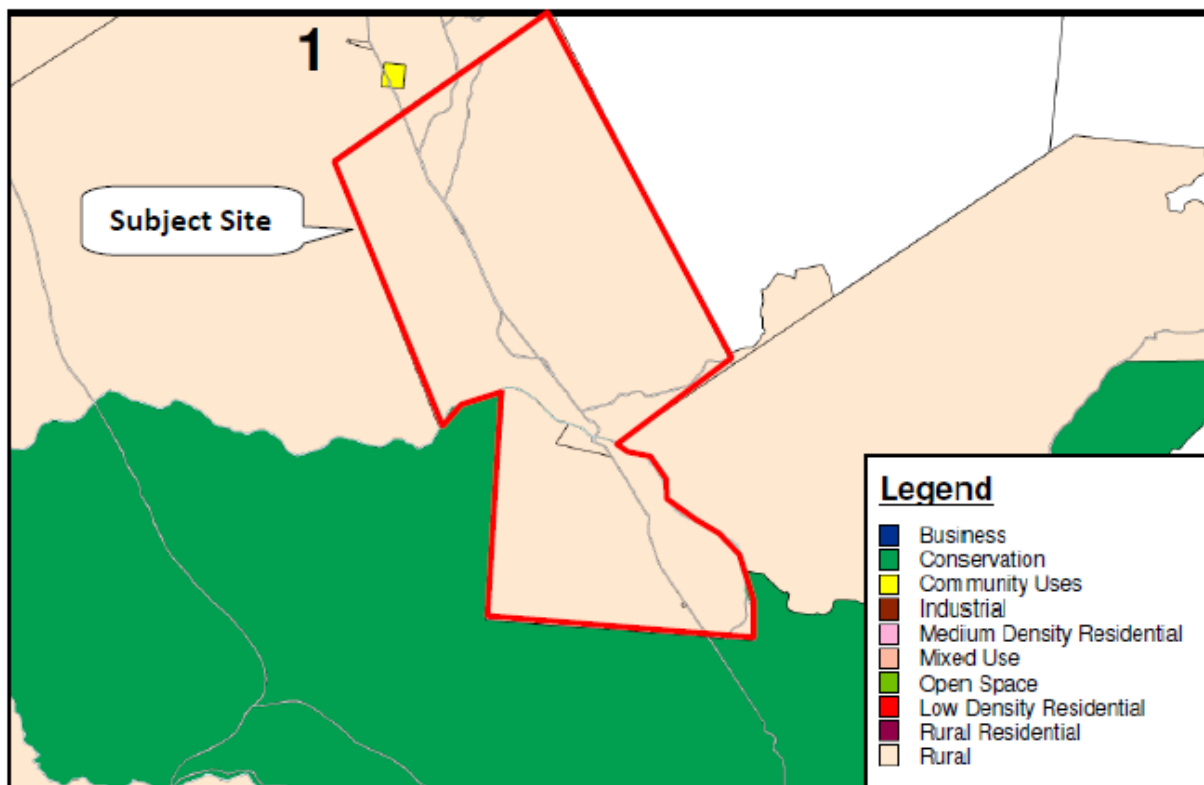 1
Subject Site
Legend
Business
Conservation
Community Uses
Industrial
Medium Density Residential
Mixed Use
Open Space
Low Density Residential
Rural Residential
Rural